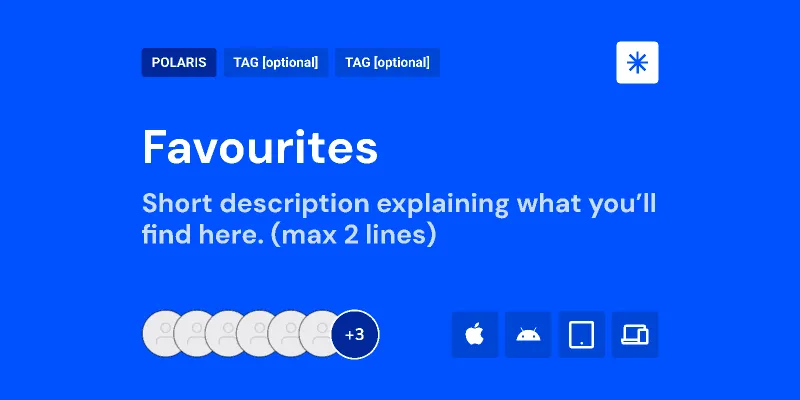 POLARIS
TAG [optional]
TAG [optional]
Favourites
Short description explaining what you’ll
find here. (max 2 lines)
+3